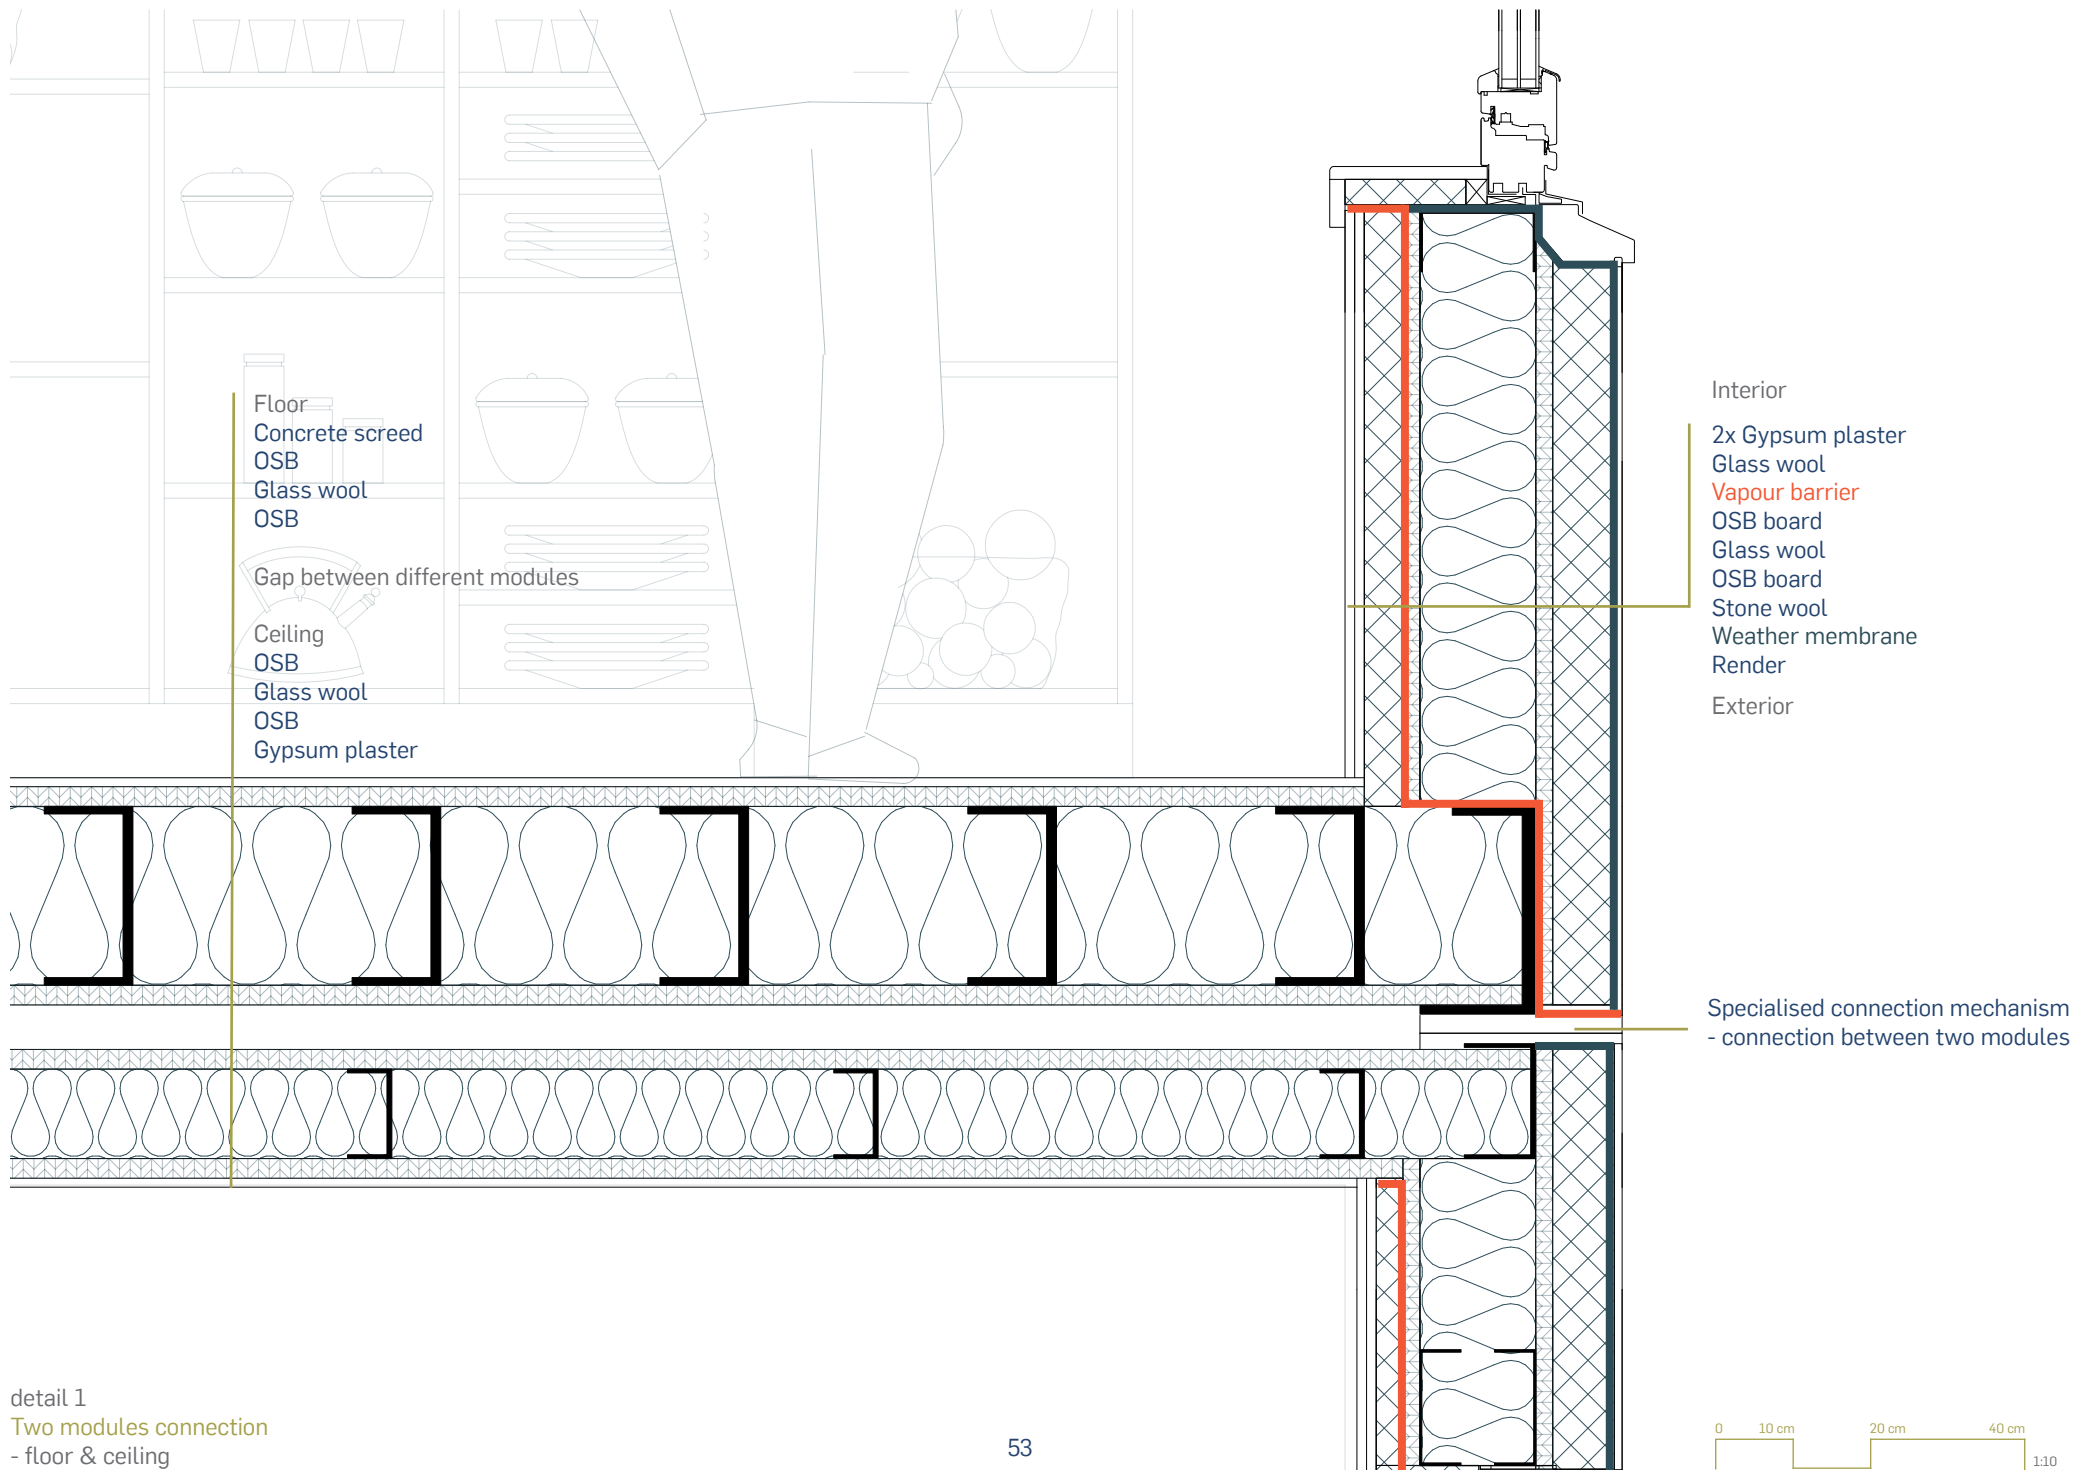 Floor
Concrete screed
OSB
Glass wool
OSB
Gap between different modules
Ceiling
OSB
Glass wool
OSB
Gypsum plaster
Interior
2x Gypsum plaster
Glass wool
Vapour barrier
OSB board
Glass wool
OSB board
Stone wool
Weather membrane
Render
Exterior
Specialised connection mechanism
- connection between two modules
detail 1
Two modules connection
- floor & ceiling
53
0 10 cm 20 cm 40 cm
1:10